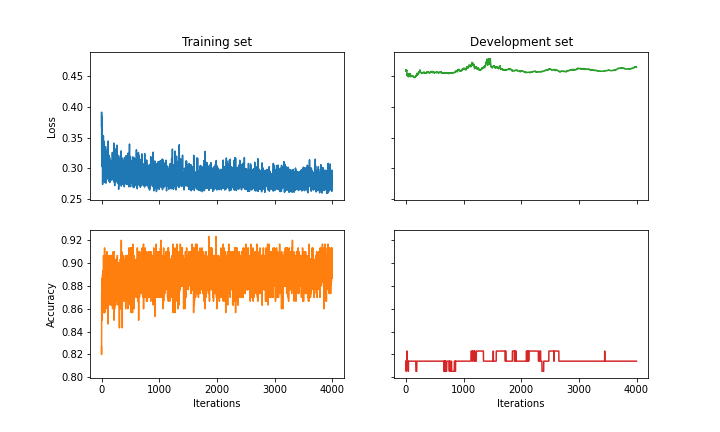 Training set
Development set
0.45
0.40
0.35
0.30
0.25
Loss
0.92
0.90
0.88
0.86
0.84
0.82
0.80
Accuracy
0 1000 2000 3000 4000
0 1000 2000 3000 4000
Iterations
Iterations